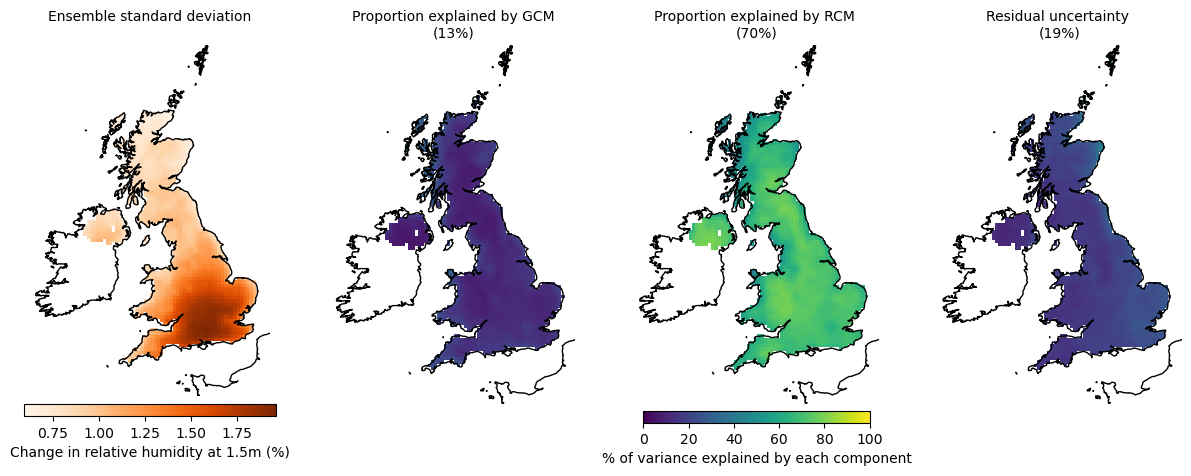 Ensemble standard deviation
Proportion explained by GCM
(13%)
Proportion explained by RCM
(70%)
Residual uncertainty
(19%)
0.75 1.00 1.25 1.50 1.75
Change in relative humidity at 1.5m (%)
0 20 40 60 80 100
% of variance explained by each component